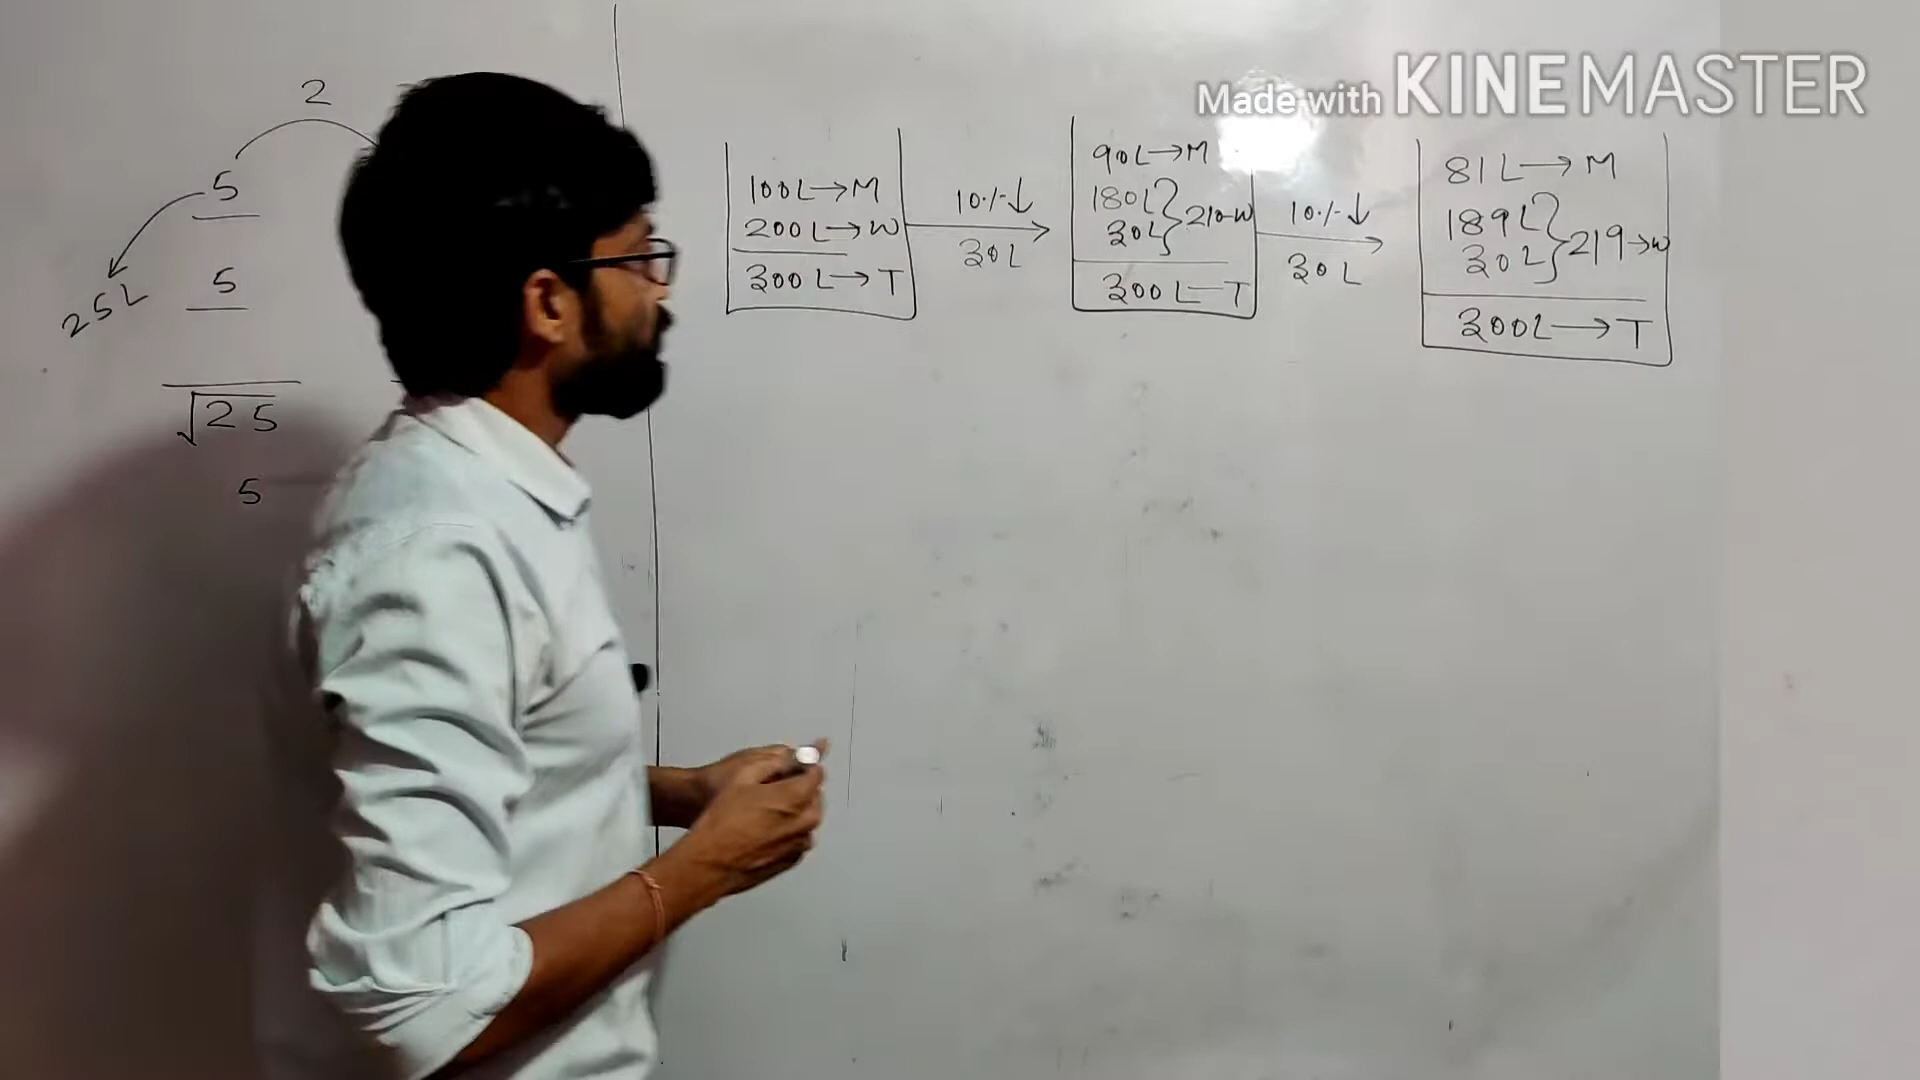 Made with KINEMASTER
2
5
25L
5
√25
5
100L→M
200L→W
300L→T
10%↓
30L
90L→M
180L
30L
}210-W
300L-T
10%↓
30L
81L→M
189L
30L
}219→W
300L→T